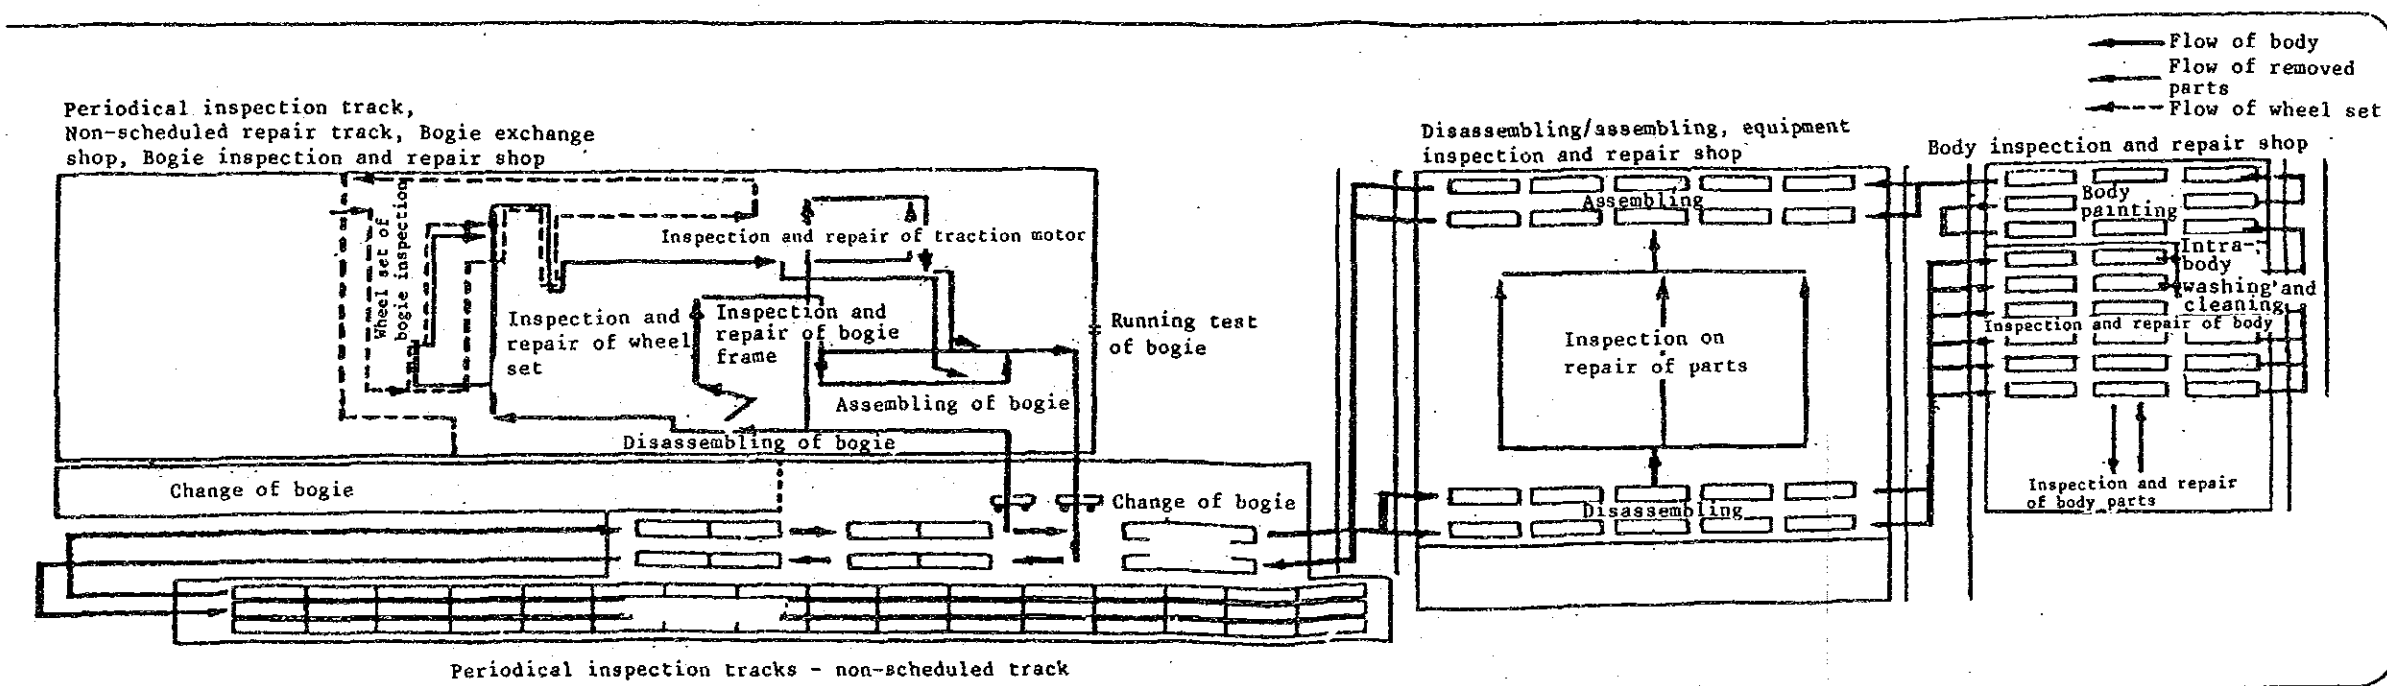 Flow of body
Flow of removed
parts
Flow of wheel set
Periodical inspection track,
Non-scheduled repair track, Bogie exchange
shop, Bogie inspection and repair shop
Wheel set of
bogie inspection
Inspection and repair of traction motor
Inspection and
repair of wheel
set
Inspection and
repair of bogie
frame
Running test
of bogie
Assembling of bogie
Disassembling of bogie
Change of bogie
Change of bogie
Periodical inspection tracks - non-scheduled track
Disassembling/assembling, equipment
inspection and repair shop
Assembling
Inspection on
repair of parts
Disassembling
Body inspection and repair shop
Body
painting
Intra-
body
washing and
cleaning
Inspection and repair of body
Inspection and repair
of body parts